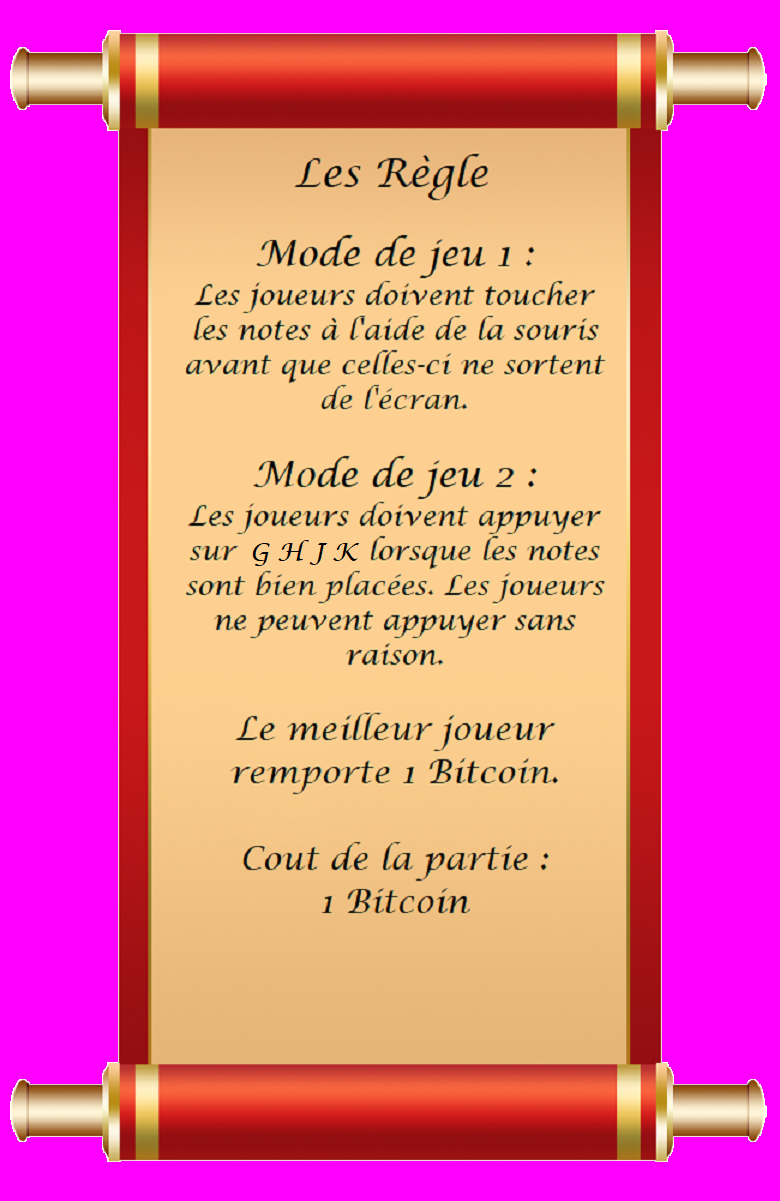 Les Règle
Mode de jeu 1 :
Les joueurs doivent toucher
les notes à l'aide de la souris
avant que celles-ci ne sortent
de l'écran.
Mode de jeu 2 :
Les joueurs doivent appuyer
sur G H J K lorsque les notes
sont bien placées. Les joueurs
ne peuvent appuyer sans
raison.
Le meilleur joueur
remporte 1 Bitcoin.
Cout de la partie :
1 Bitcoin